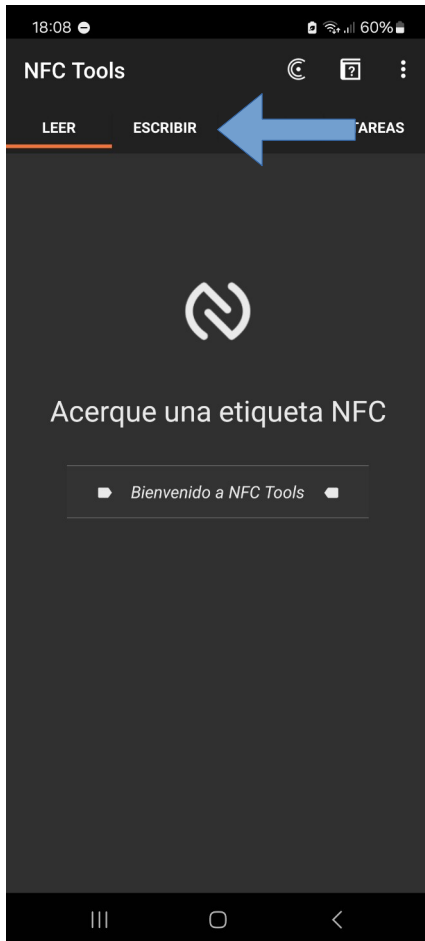 18:08 60%
NFC Tools
LEER ESCRIBIR TAREAS
Acerque una etiqueta NFC
Bienvenido a NFC Tools